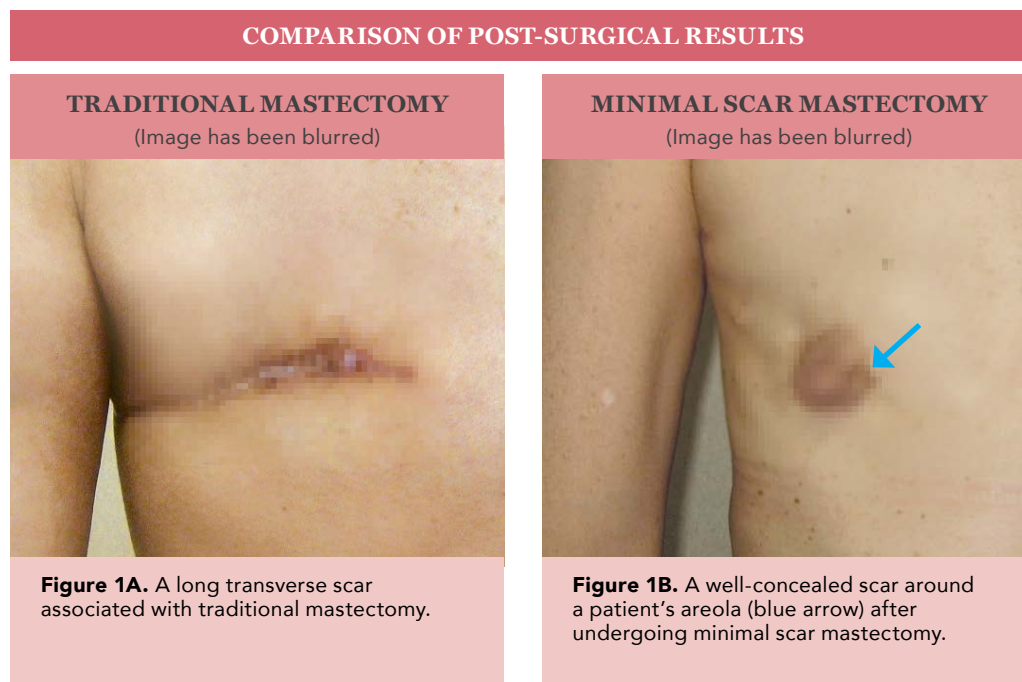 COMPARISON OF POST-SURGICAL RESULTS
TRADITIONAL MASTECTOMY
(Image has been blurred)
Figure 1A. A long transverse scar
associated with traditional mastectomy.
MINIMAL SCAR MASTECTOMY
(Image has been blurred)
Figure 1B. A well-concealed scar around
a patient’s areola (blue arrow) after
undergoing minimal scar mastectomy.